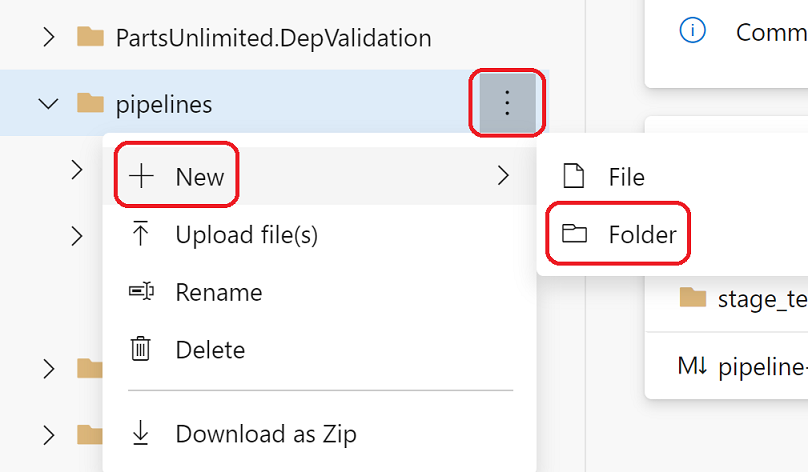 PartsUnlimited.DepValidation
pipelines
New
Upload file(s)
Rename
Delete
Download as Zip
File
Folder
Comm
stage_te
M↓ pipeline-